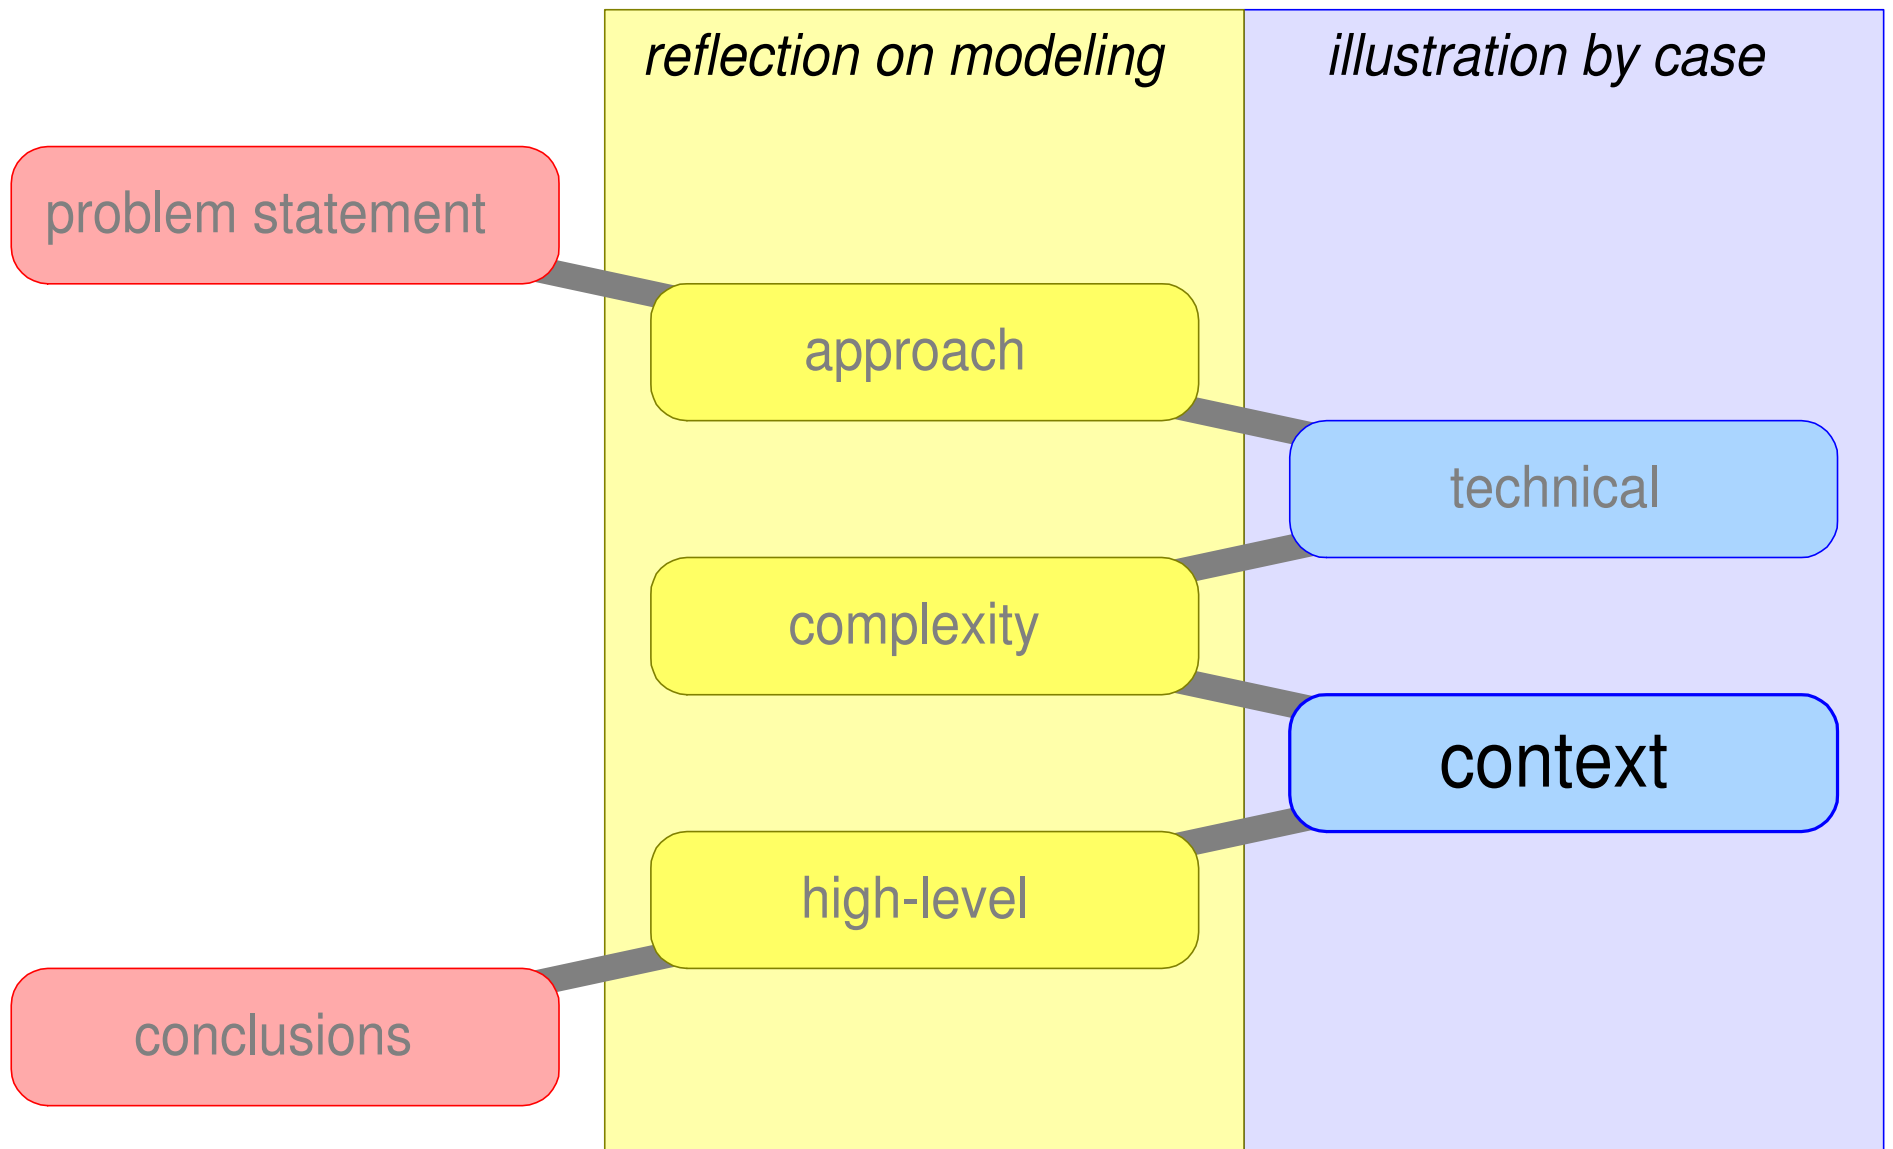 reflection on modeling
illustration by case
problem statement
approach
technical
complexity
context
high-level
conclusions